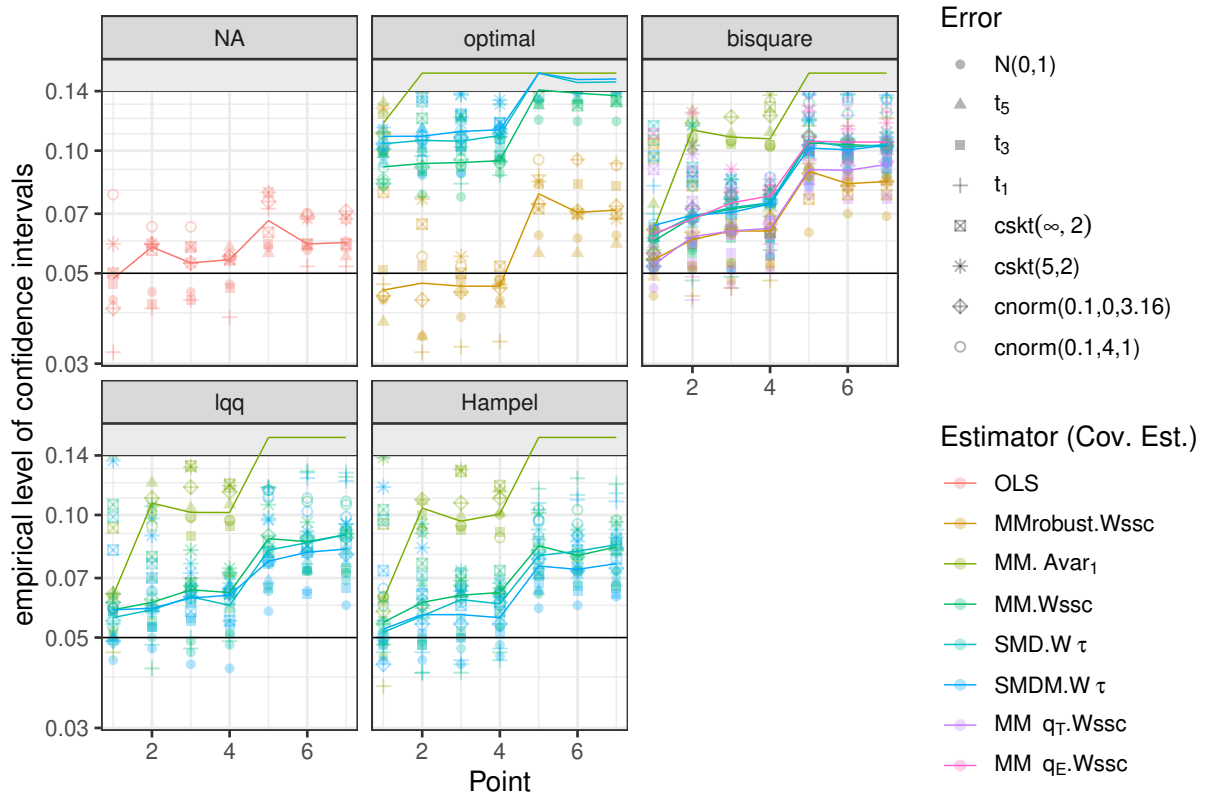 NA
optimal
bisquare
0.14
0.10
0.07
0.05
0.03
2
4
6
lqq
Hampel
0.14
0.10
0.07
0.05
0.03
2
4
6
2
4
6
Point
empirical level of confidence intervals
Error
N(0,1)
t5
t3
t1
cskt(∞, 2)
cskt(5,2)
cnorm(0.1,0,3.16)
cnorm(0.1,4,1)
Estimator (Cov. Est.)
OLS
MMrobust.Wssc
MM. Avar1
MM.Wssc
SMD.W τ
SMDM.W τ
MM qT.Wssc
MM qE.Wssc